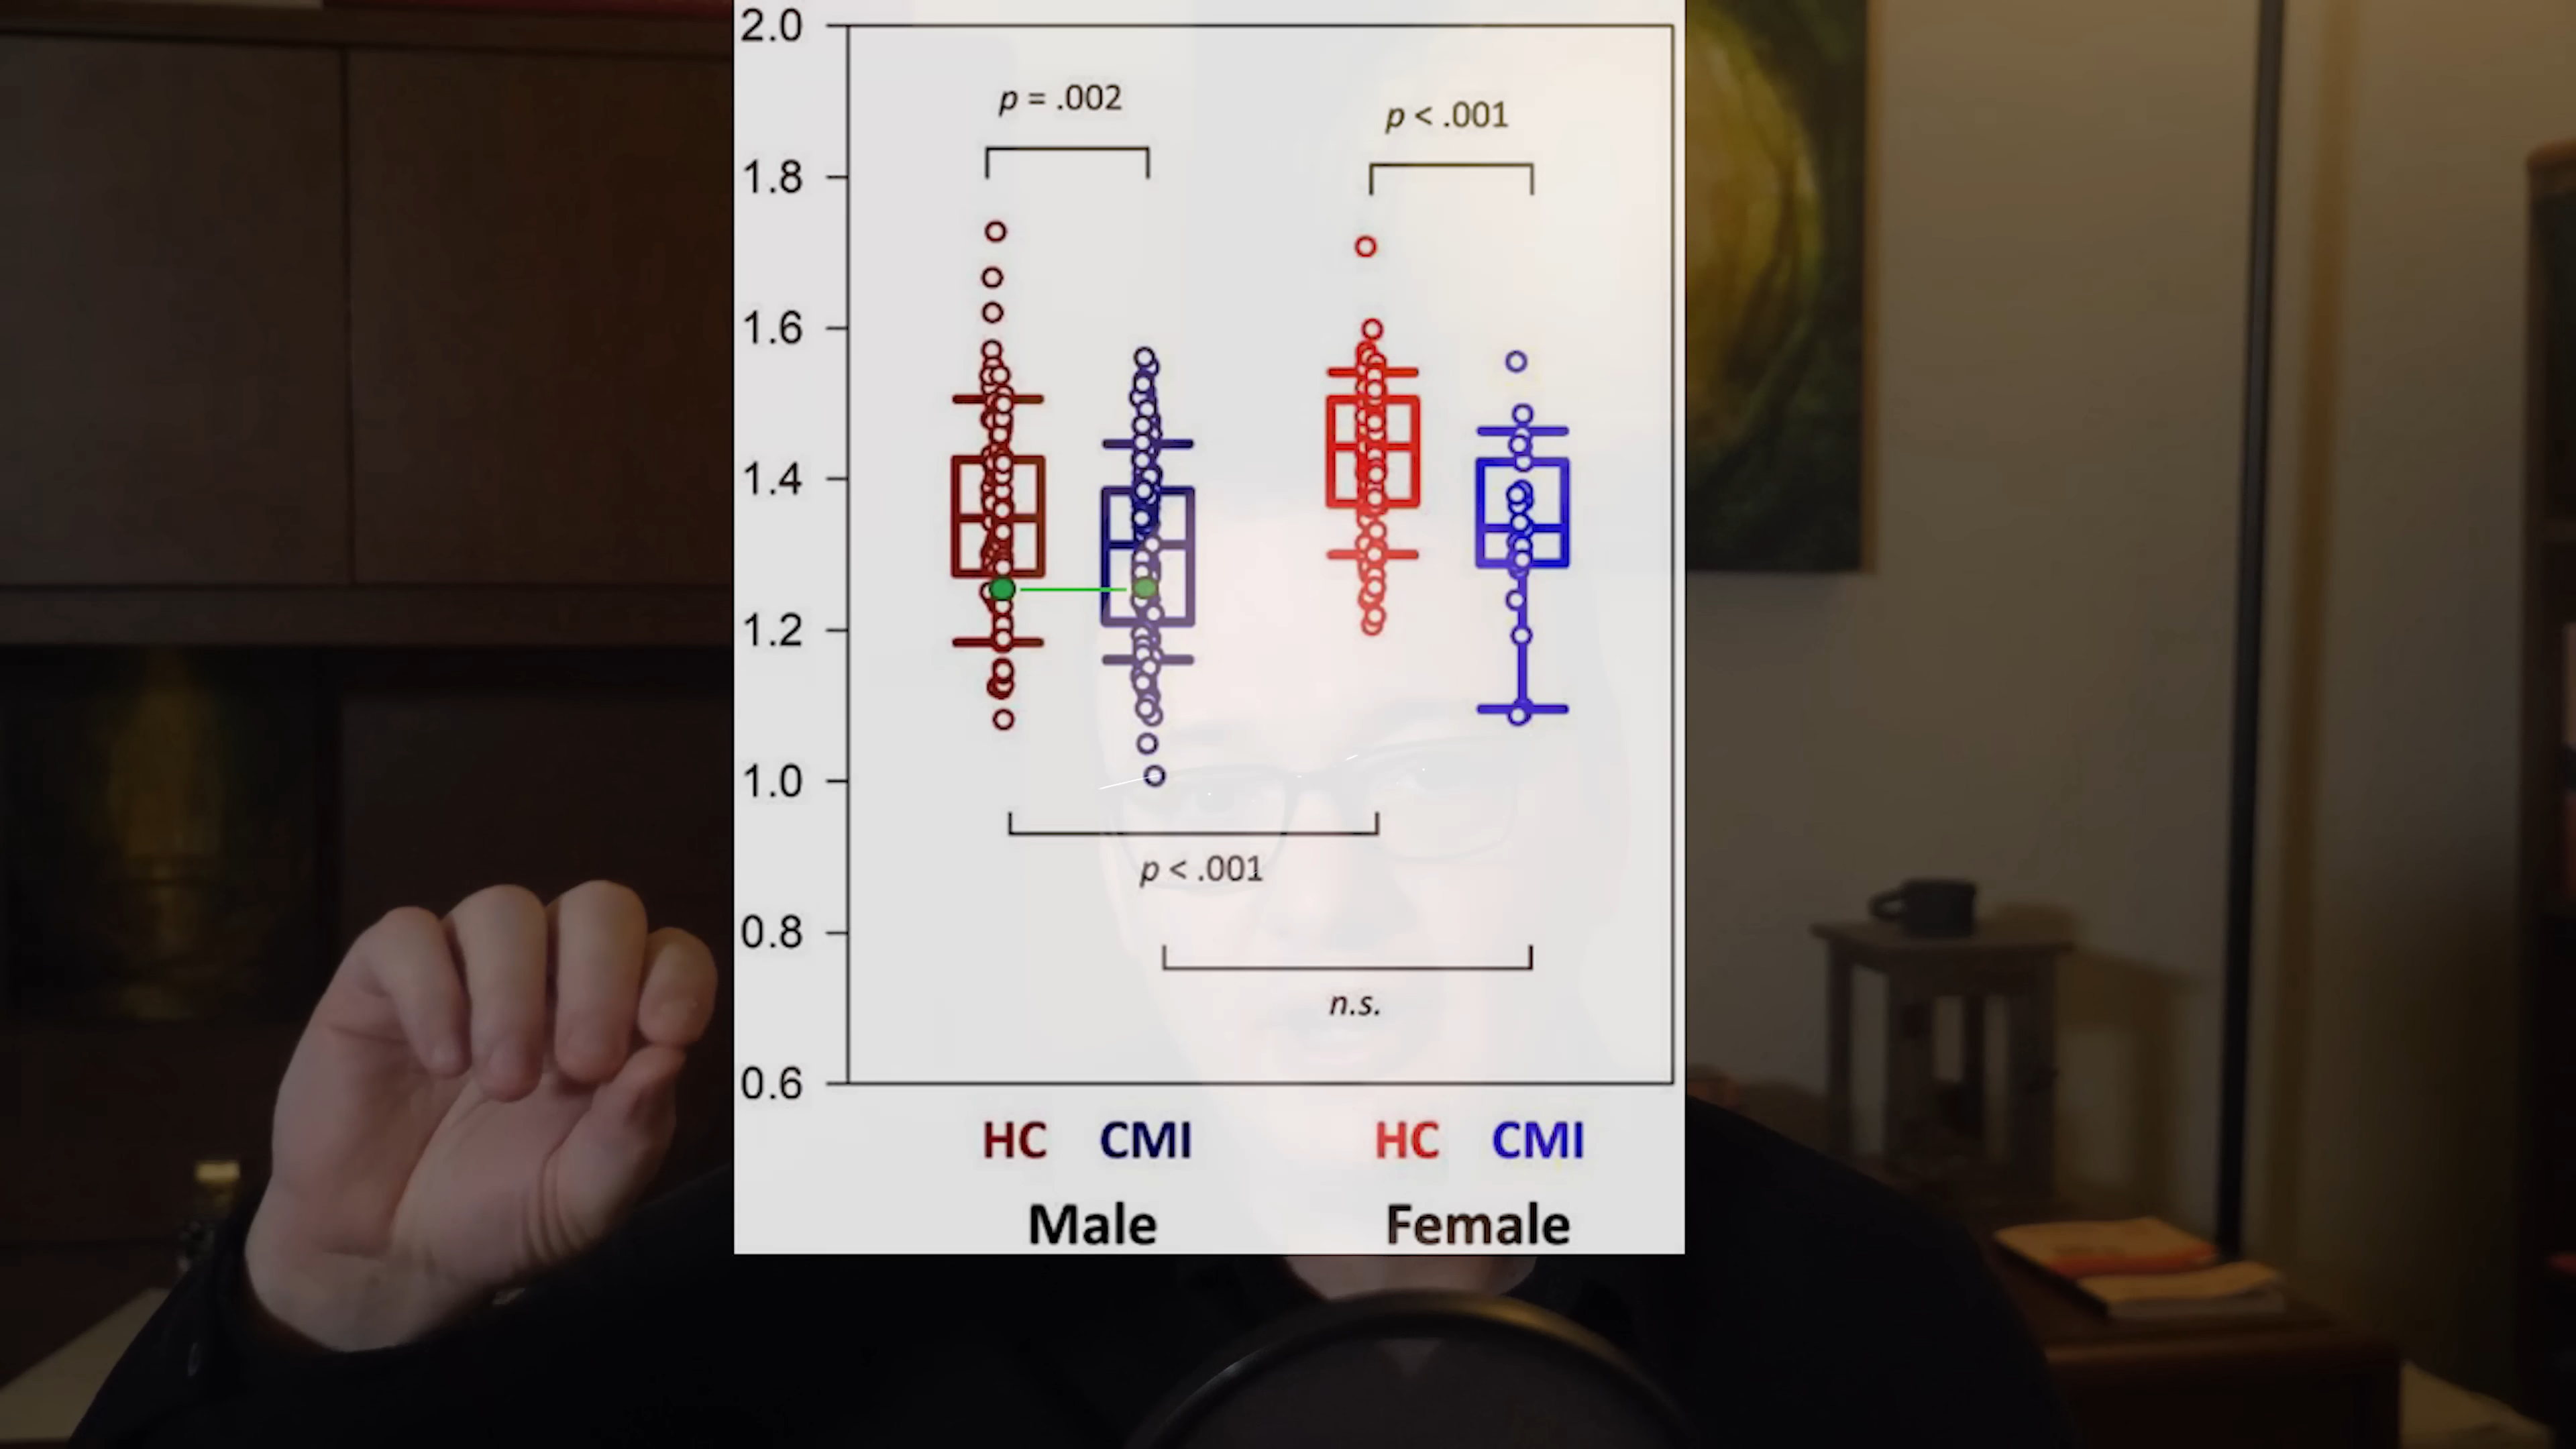 2.0
p = .002
p < .001
1.8
1.6
1.4
1.2
1.0
p < .001
0.8
n.s.
0.6
HC CMI HC CMI
Male Female